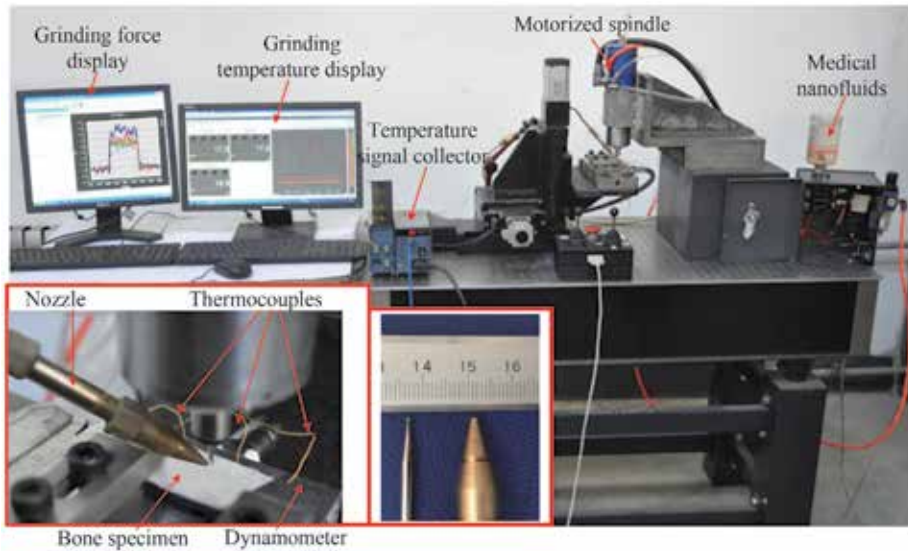 Grinding force
display
Grinding
temperature display
Motorized spindle
Medical
nanofluids
Temperature
signal collector
Nozzle
Thermocouples
14 15 16
Bone specimen
Dynamometer